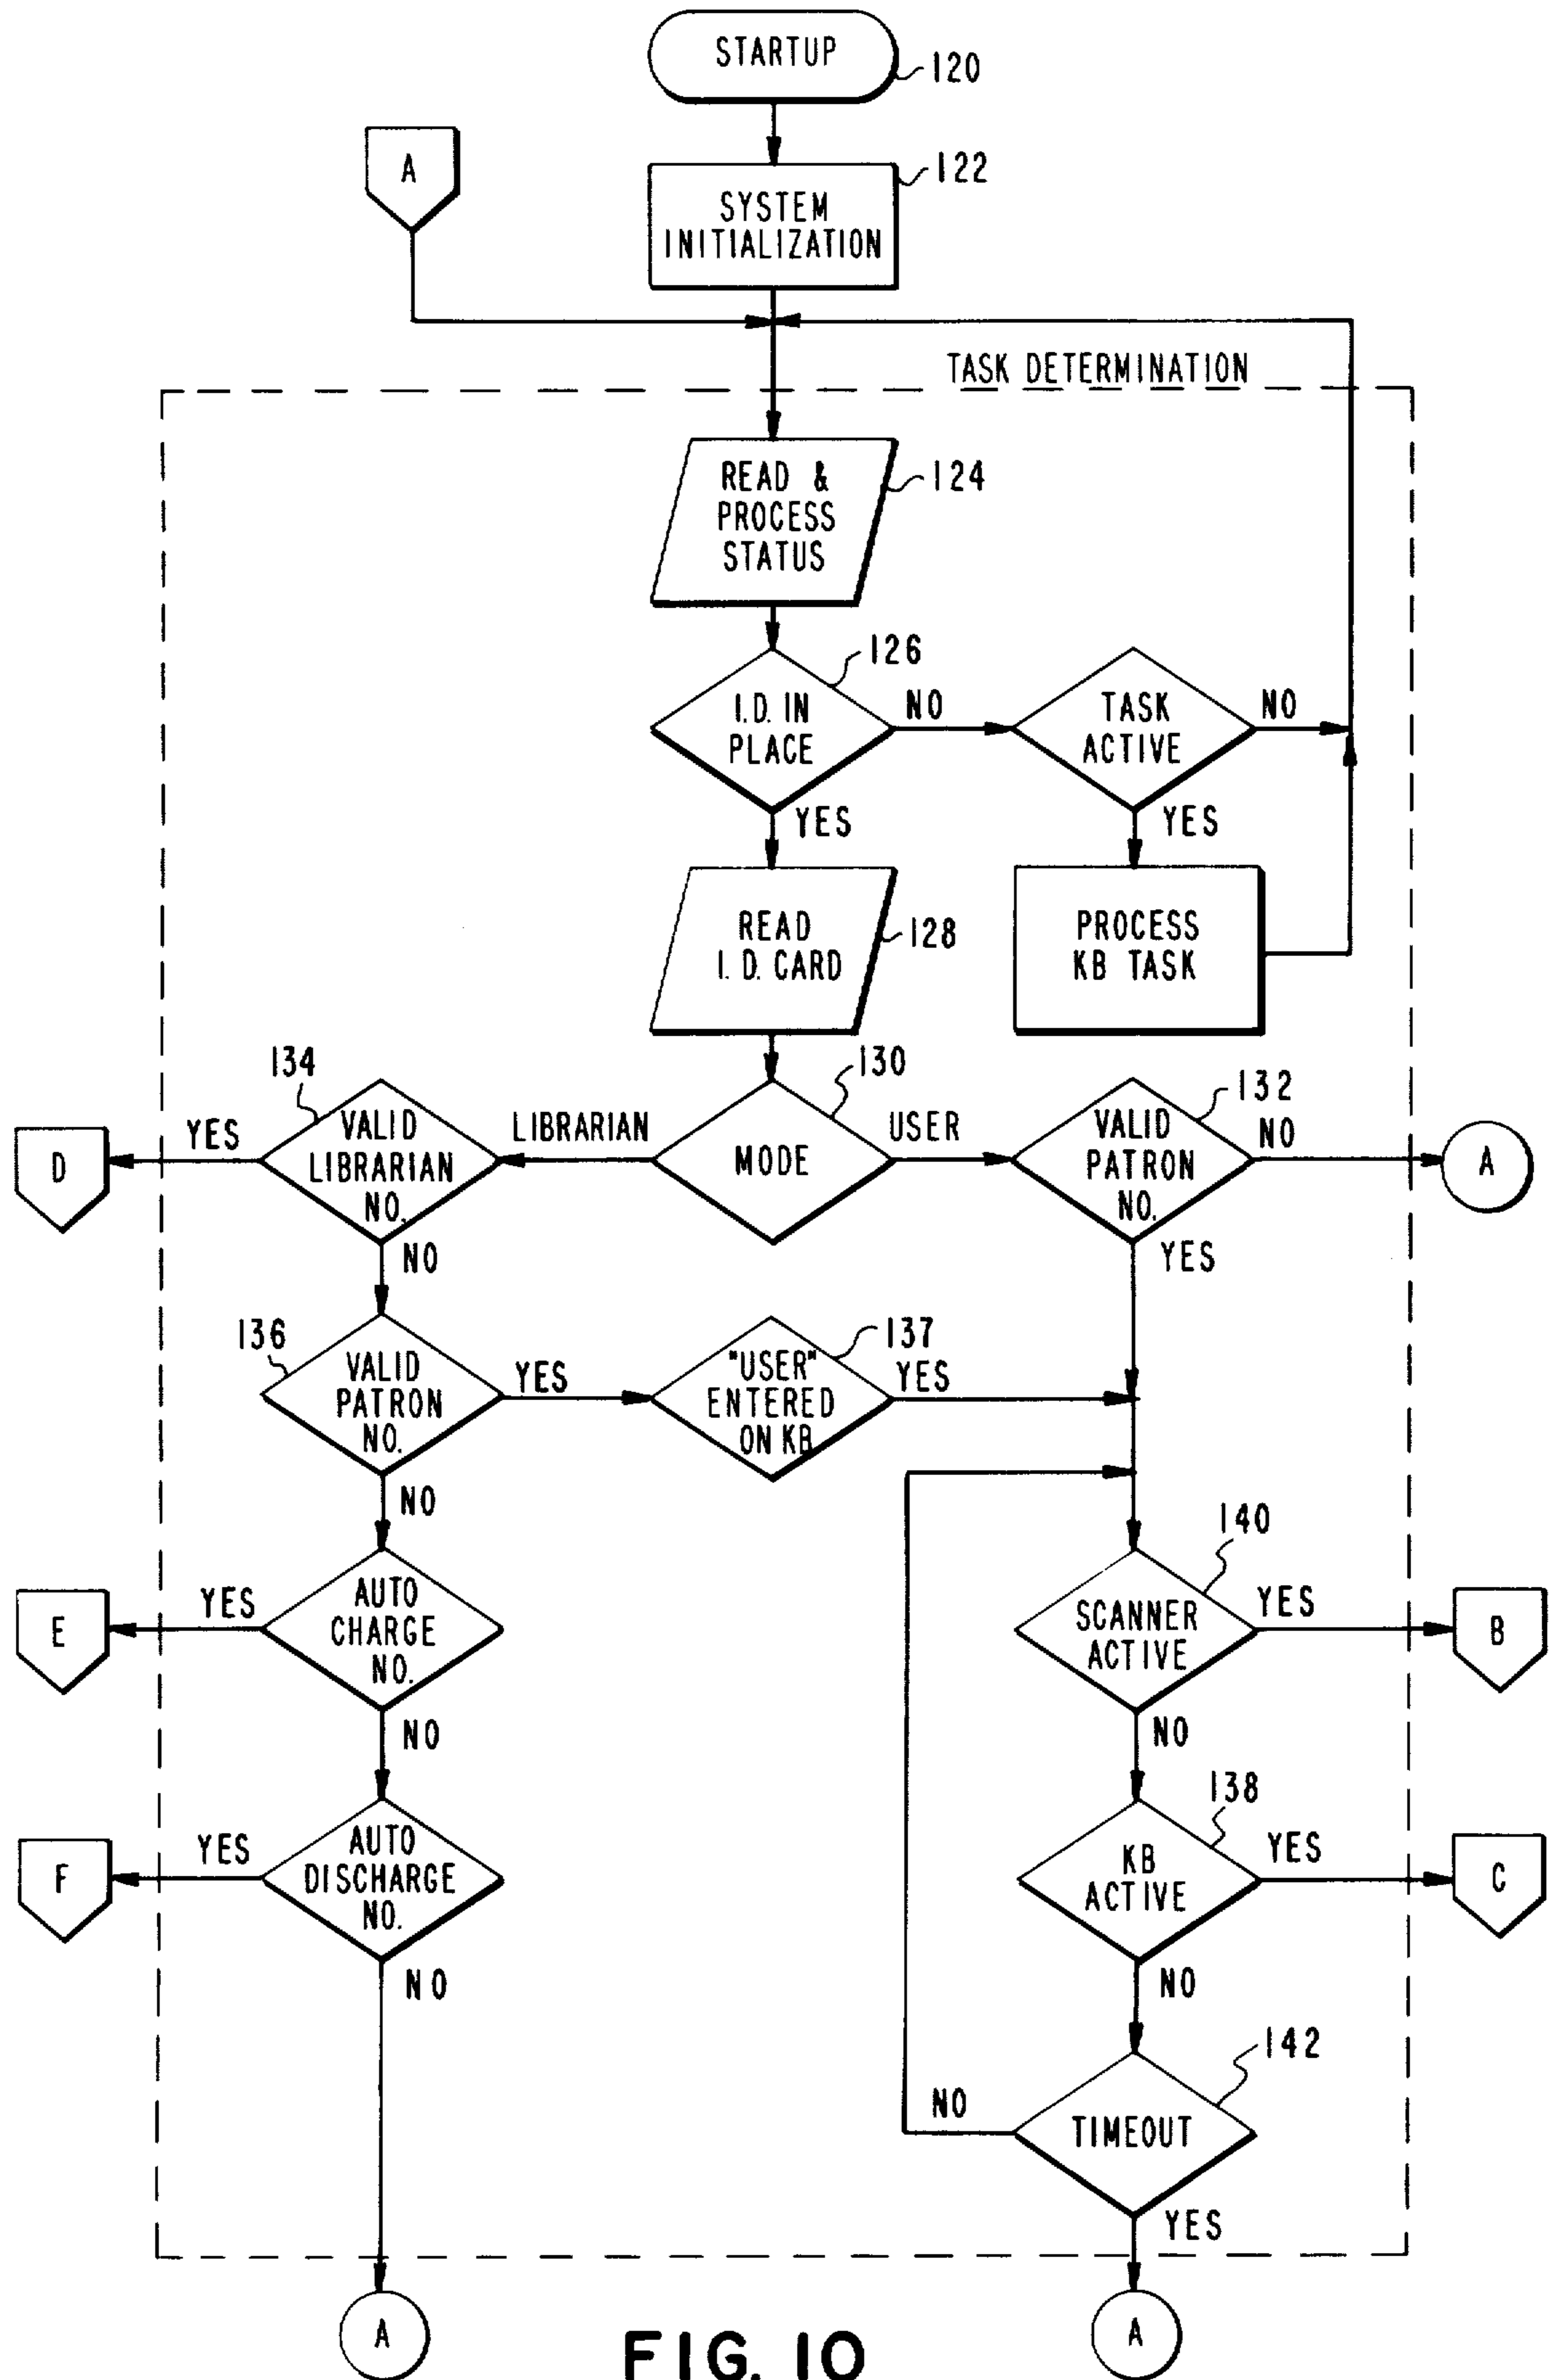 STARTUP
120
A
SYSTEM
INITIALIZATION
122
TASK DETERMINATION
READ &
PROCESS
STATUS
124
126
I.D. IN
PLACE
NO
TASK
ACTIVE
NO
YES
YES
READ
I.D. CARD
128
PROCESS
KB TASK
134
130
132
D
YES
VALID
LIBRARIAN
NO.
LIBRARIAN
MODE
USER
VALID
PATRON
NO.
NO
A
NO
YES
136
VALID
PATRON
NO.
YES
137
"USER"
ENTERED
ON KB
YES
NO
140
E
YES
AUTO
CHARGE
NO.
SCANNER
ACTIVE
YES
B
NO
NO
138
F
YES
AUTO
DISCHARGE
NO.
KB
ACTIVE
YES
C
NO
NO
142
NO
TIMEOUT
YES
A
A
FIG. 10